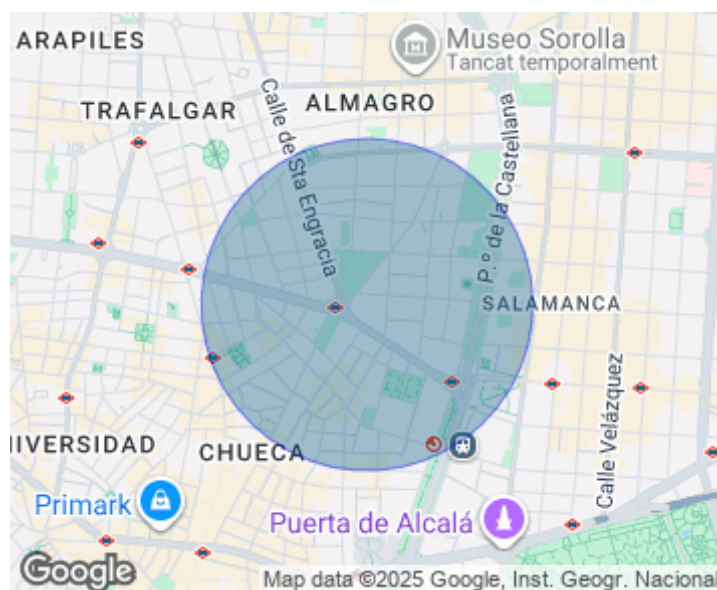 ARAPILES
Museo Sorolla
Tancat temporalment
TRAFALGAR
ALMAGRO
Calle de Sta Engracia
P.º de la Castellana
SALAMANCA
Calle Velázquez
NIVERSIDAD
CHUECA
Primark
Puerta de Alcalá
Google
Map data ©2025 Google, Inst. Geogr. Nacional